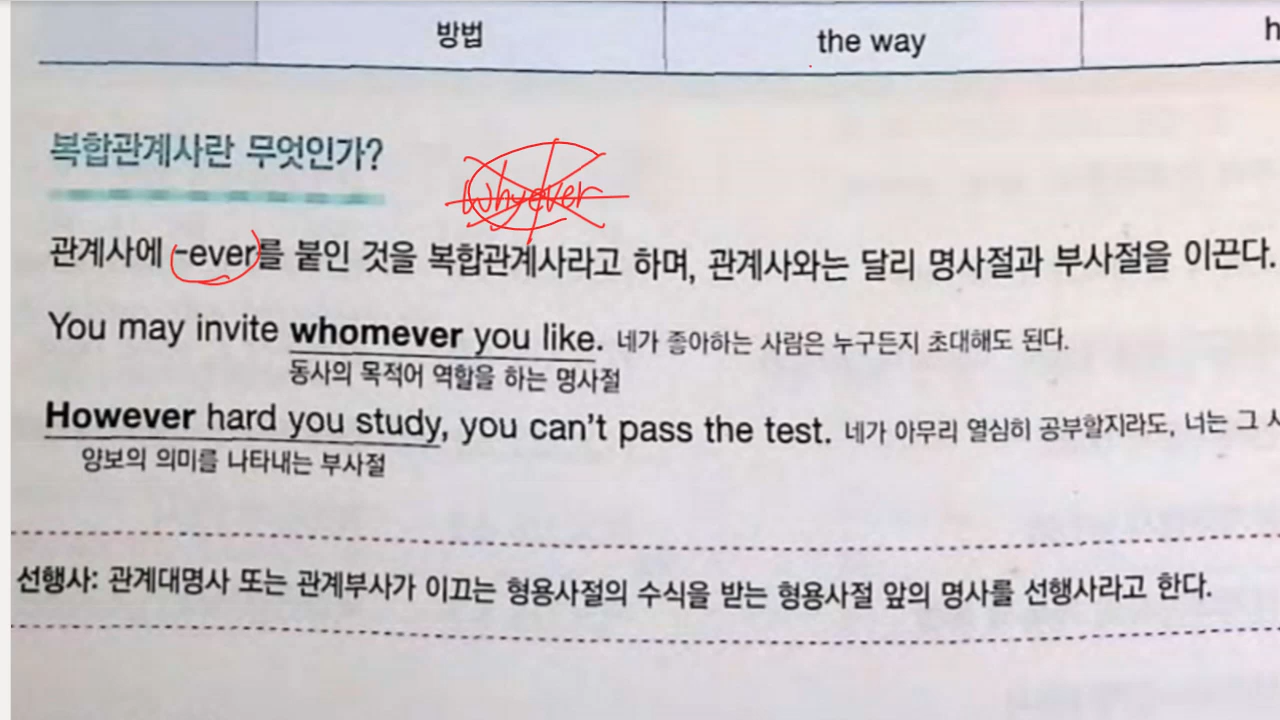 방법 the way h
복합관계사란 무엇인가?
whyever
관계사에 -ever를 붙인 것을 복합관계사라고 하며, 관계사와는 달리 명사절과 부사절을 이끈다.
You may invite whomever you like. 네가 좋아하는 사람은 누구든지 초대해도 된다.
동사의 목적어 역할을 하는 명사절
However hard you study, you can't pass the test. 네가 아무리 열심히 공부할지라도, 너는 그
양보의 의미를 나타내는 부사절
선행사: 관계대명사 또는 관계부사가 이끄는 형용사절의 수식을 받는 형용사절 앞의 명사를 선행사라고 한다.